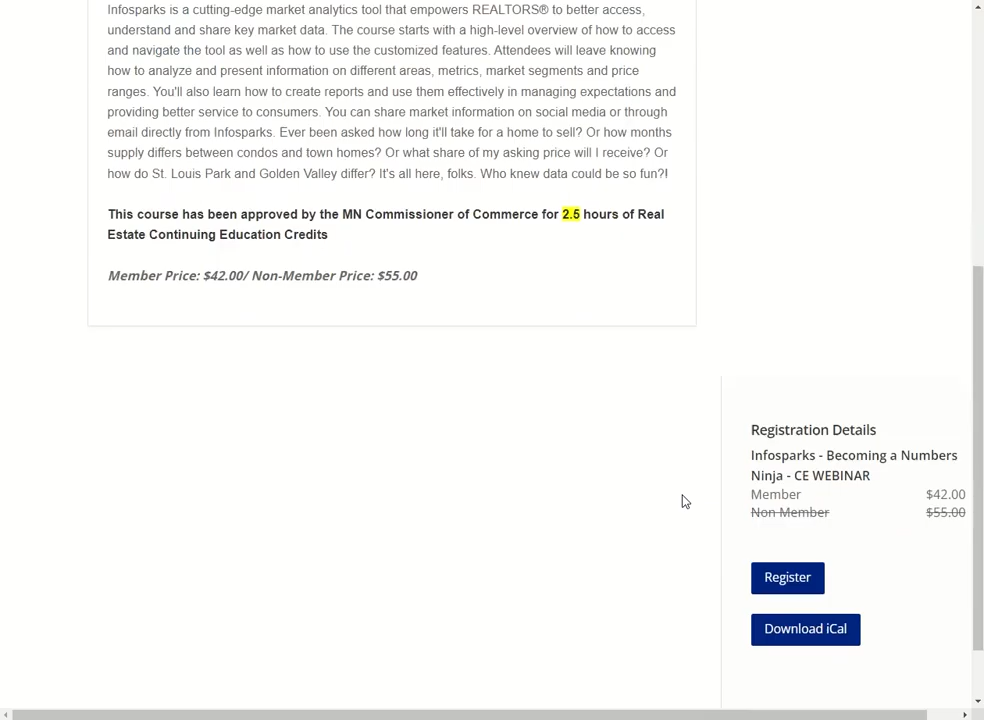 Infosparks is a cutting-edge market analytics tool that empowers REALTORS® to better access,
understand and share key market data. The course starts with a high-level overview of how to access
and navigate the tool as well as how to use the customized features. Attendees will leave knowing
how to analyze and present information on different areas, metrics, market segments and price
ranges. You'll also learn how to create reports and use them effectively in managing expectations and
providing better service to consumers. You can share market information on social media or through
email directly from Infosparks. Ever been asked how long it'll take for a home to sell? Or how months
supply differs between condos and town homes? Or what share of my asking price will I receive? Or
how do St. Louis Park and Golden Valley differ? It's all here, folks. Who knew data could be so fun?!
This course has been approved by the MN Commissioner of Commerce for 2.5 hours of Real
Estate Continuing Education Credits
Member Price: $42.00/ Non-Member Price: $55.00
Registration Details
Infosparks - Becoming a Numbers
Ninja - CE WEBINAR
Member $42.00
Non Member $55.00
Register
Download iCal